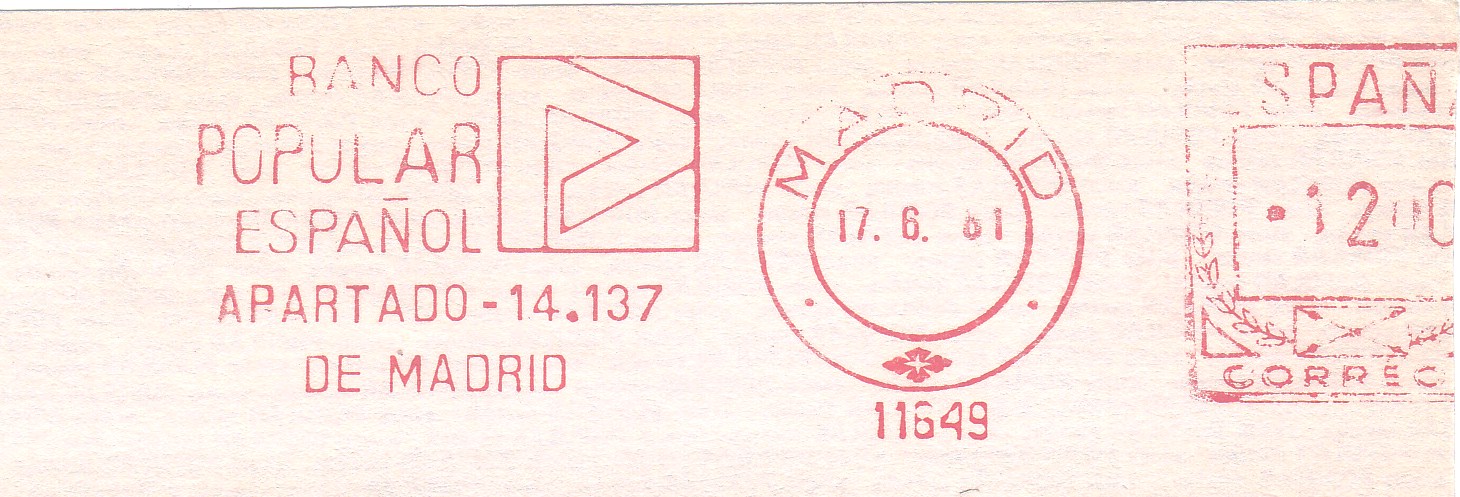 BANCO
POPULAR
ESPAÑOL
APARTADO - 14.137
DE MADRID
MADRID
17. 6.
11649
SPAÑ
CORREO